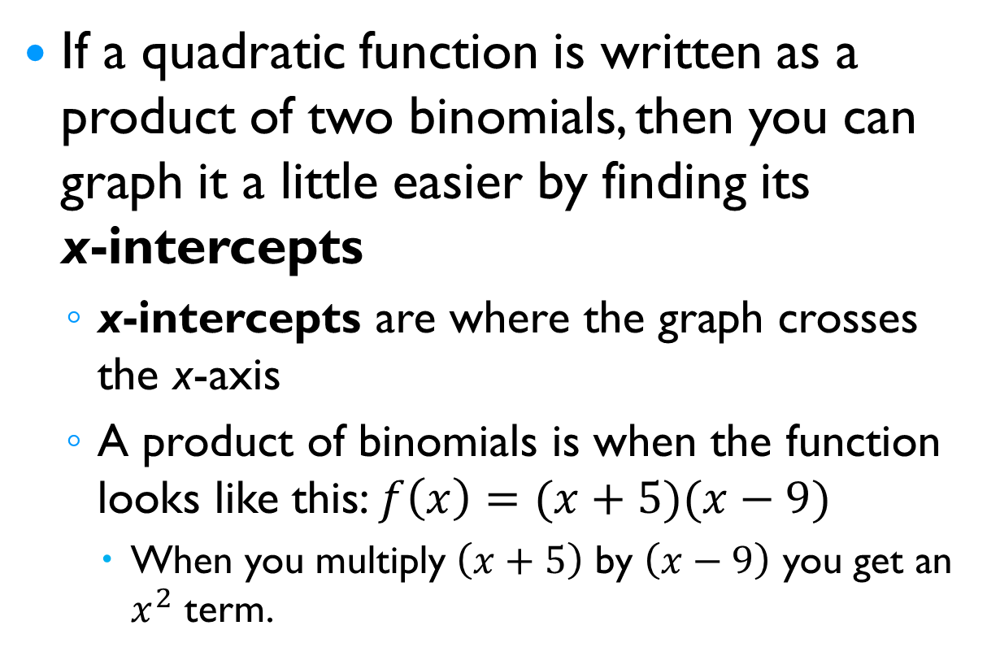 • If a quadratic function is written as a
product of two binomials, then you can
graph it a little easier by finding its
x-intercepts
◦ x-intercepts are where the graph crosses
the x-axis
◦ A product of binomials is when the function
looks like this: f(x) = (x + 5)(x − 9)
• When you multiply (x + 5) by (x − 9) you get an
x² term.